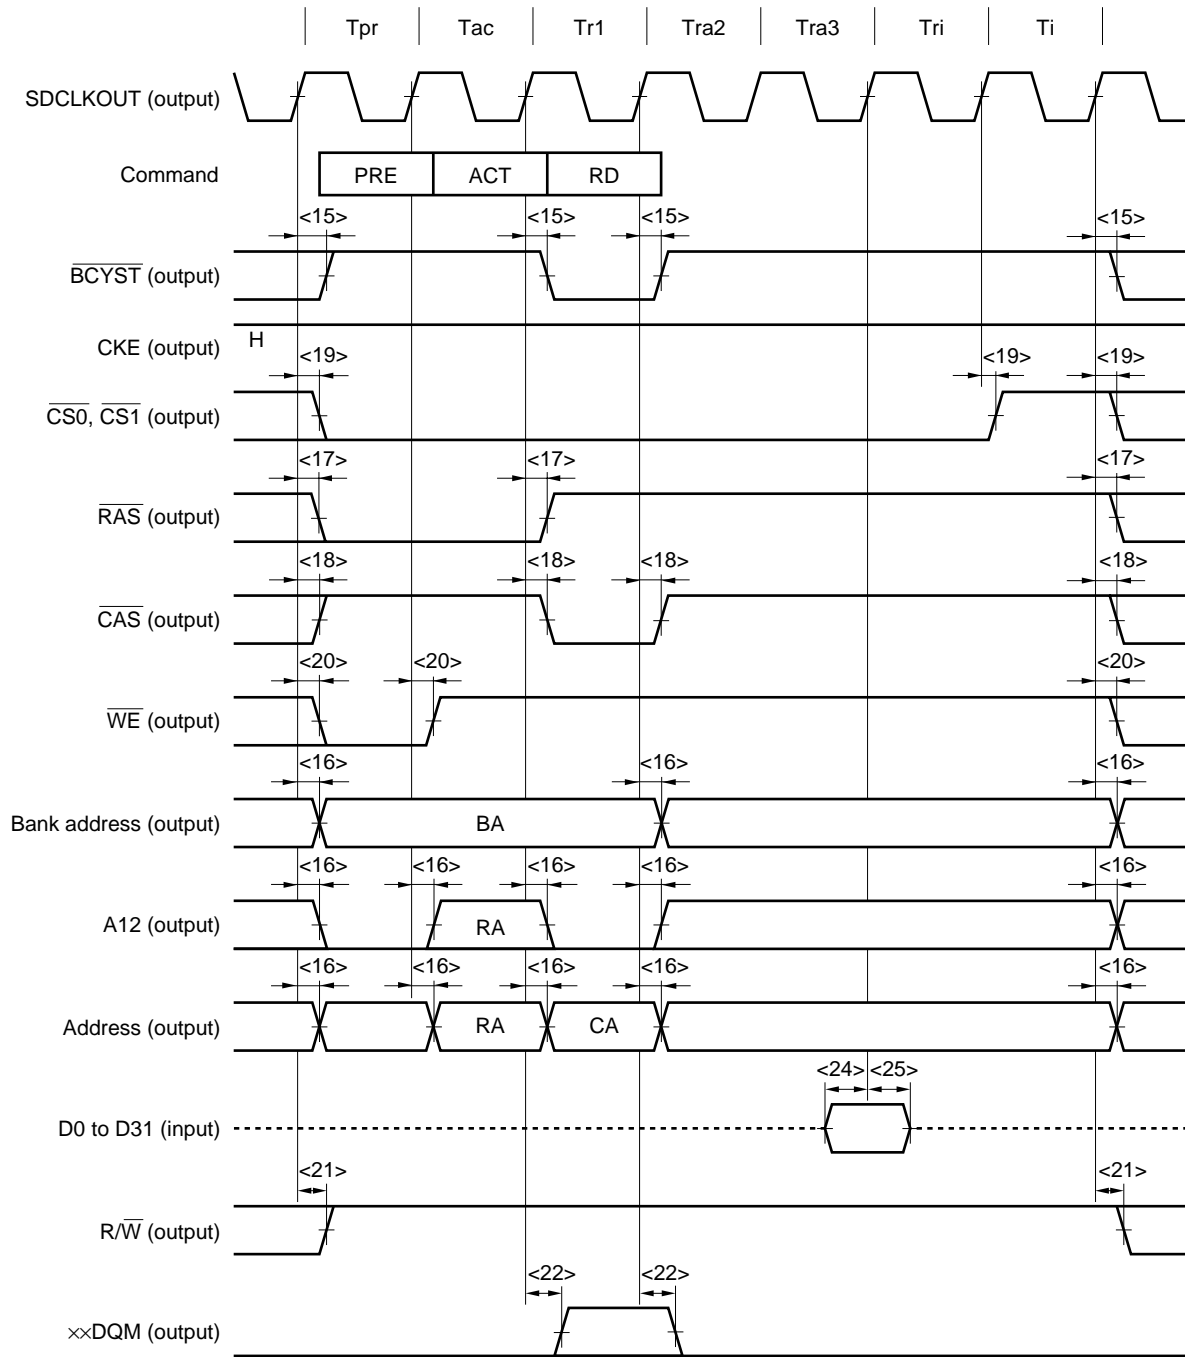 Tpr Tac Tr1 Tra2 Tra3 Tri Ti
SDCLKOUT (output)
Command PRE ACT RD
<15> <15> <15> <15>
BCYST (output)
CKE (output) H
<19> <19> <19>
CS0, CS1 (output)
<17> <17> <17>
RAS (output)
<18> <18> <18> <18>
CAS (output)
<20> <20> <20>
WE (output)
<16> <16> <16>
Bank address (output) BA
<16> <16> <16> <16> <16>
A12 (output) RA
<16> <16> <16> <16> <16>
Address (output) RA CA
<24> <25>
D0 to D31 (input)
<21> <21>
R/W (output)
<22> <22>
××DQM (output)